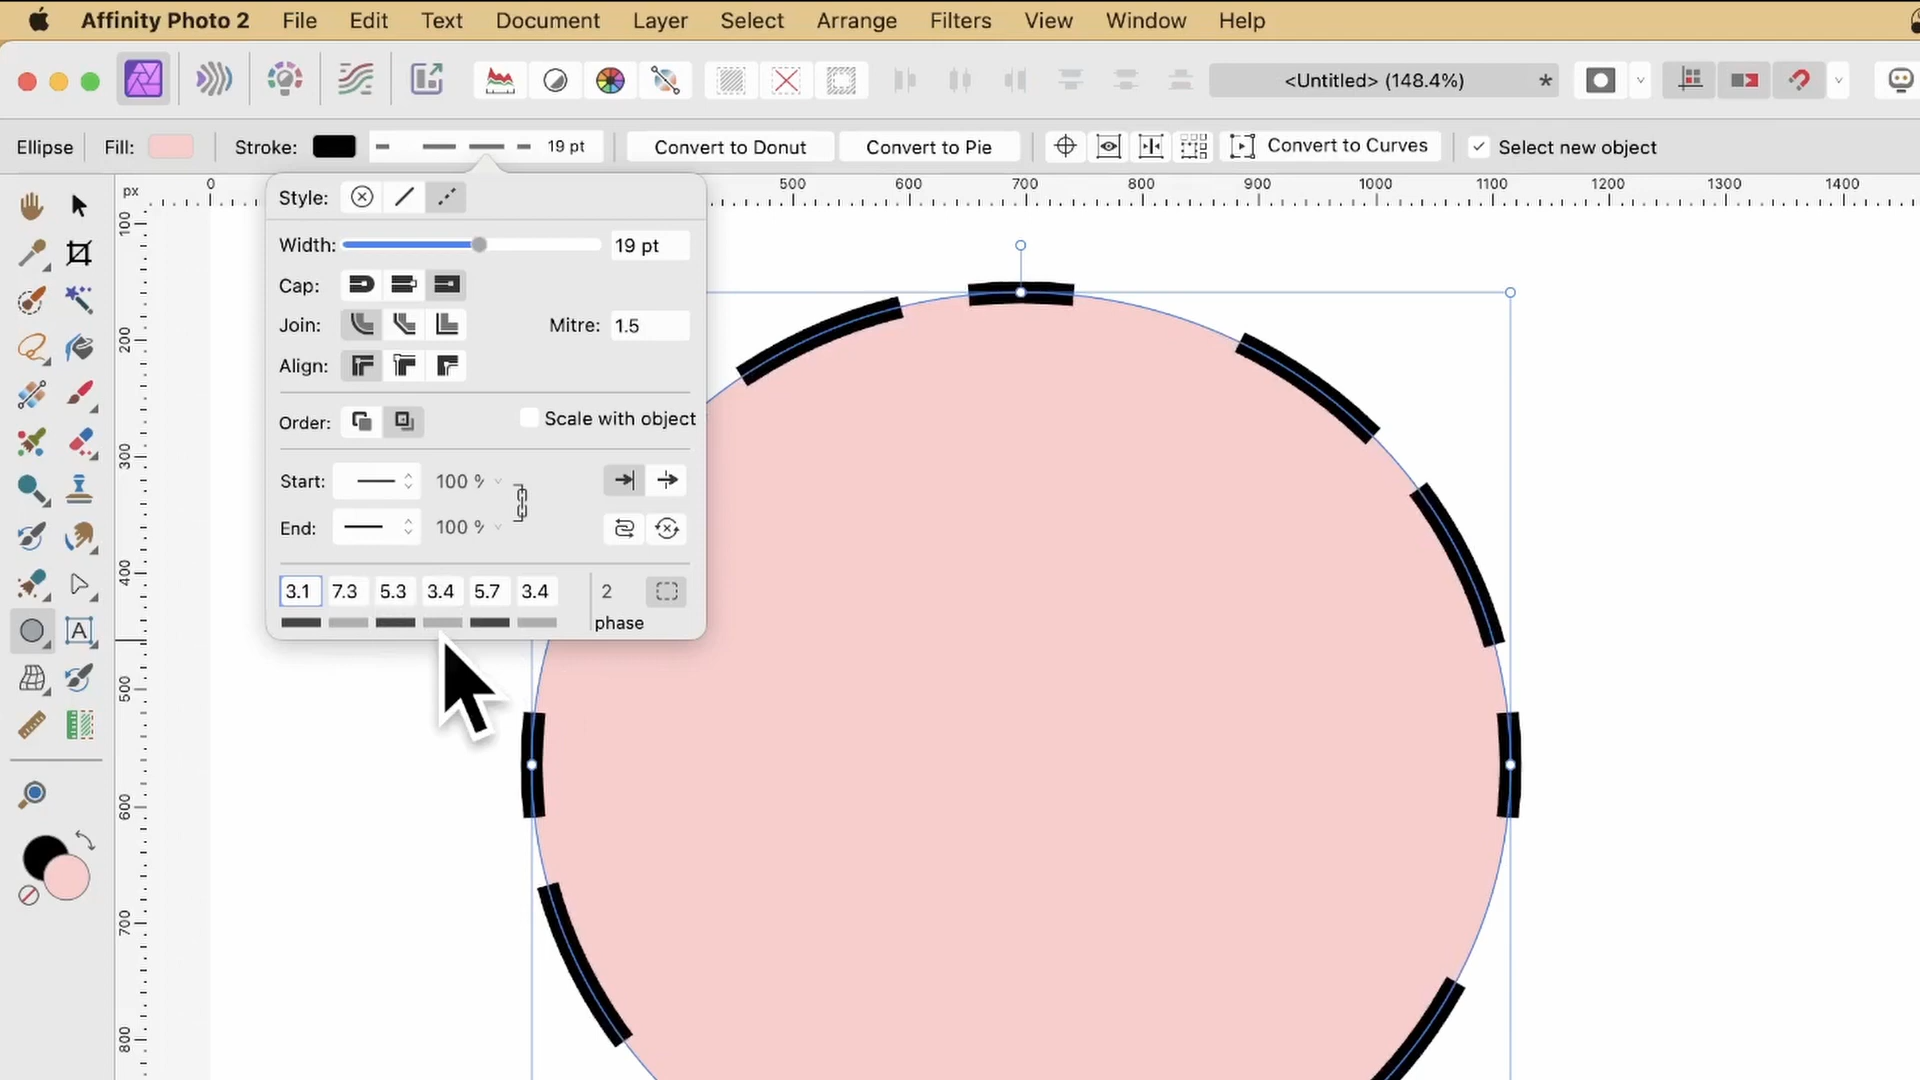 Affinity Photo 2 File Edit Text Document Layer Select Arrange Filters View Window Help
<Untitled> (148.4%) *
Ellipse Fill: Stroke: 19 pt Convert to Donut Convert to Pie Convert to Curves Select new object
px 0 500 600 700 800 900 1000 1100 1200 1300 1400
Style:
Width: 19 pt
Cap:
Join: Mitre: 1.5
Align:
Order: Scale with object
Start: 100 %
End: 100 %
3.1 7.3 5.3 3.4 5.7 3.4 2
phase
A
100
200
300
400
500
600
700
800